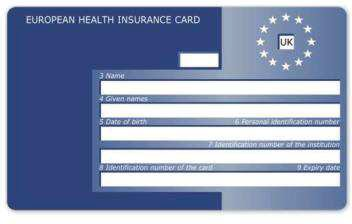 EUROPEAN HEALTH INSURANCE CARD
UK
3 Name
4 Given names
5 Date of birth 6 Personal identification number
7 Identification number of the institution
8 Identification number of the card 9 Expiry date